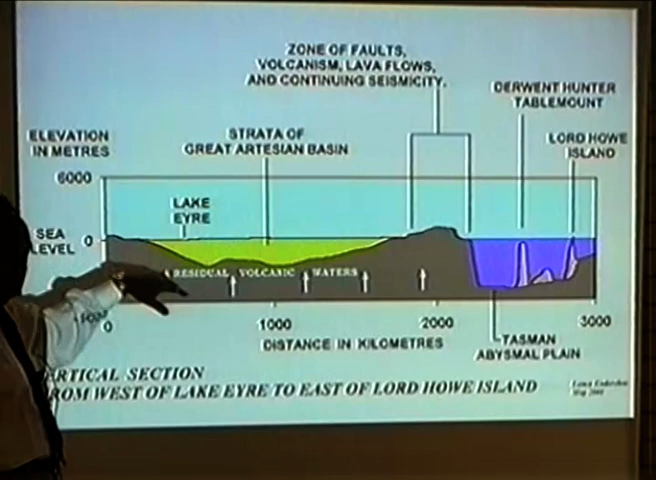 ZONE OF FAULTS,
VOLCANISM, LAVA FLOWS,
AND CONTINUING SEISMICITY.
DERWENT HUNTER
TABLEMOUNT
ELEVATION
IN METRES
STRATA OF
GREAT ARTESIAN BASIN
LORD HOWE
ISLAND
6000
LAKE
EYRE
SEA
LEVEL
0
RESIDUAL VOLCANIC WATERS
0
1000
2000
3000
DISTANCE IN KILOMETRES
TASMAN
ABYSMAL PLAIN
ERTICAL SECTION
ROM WEST OF LAKE EYRE TO EAST OF LORD HOWE ISLAND